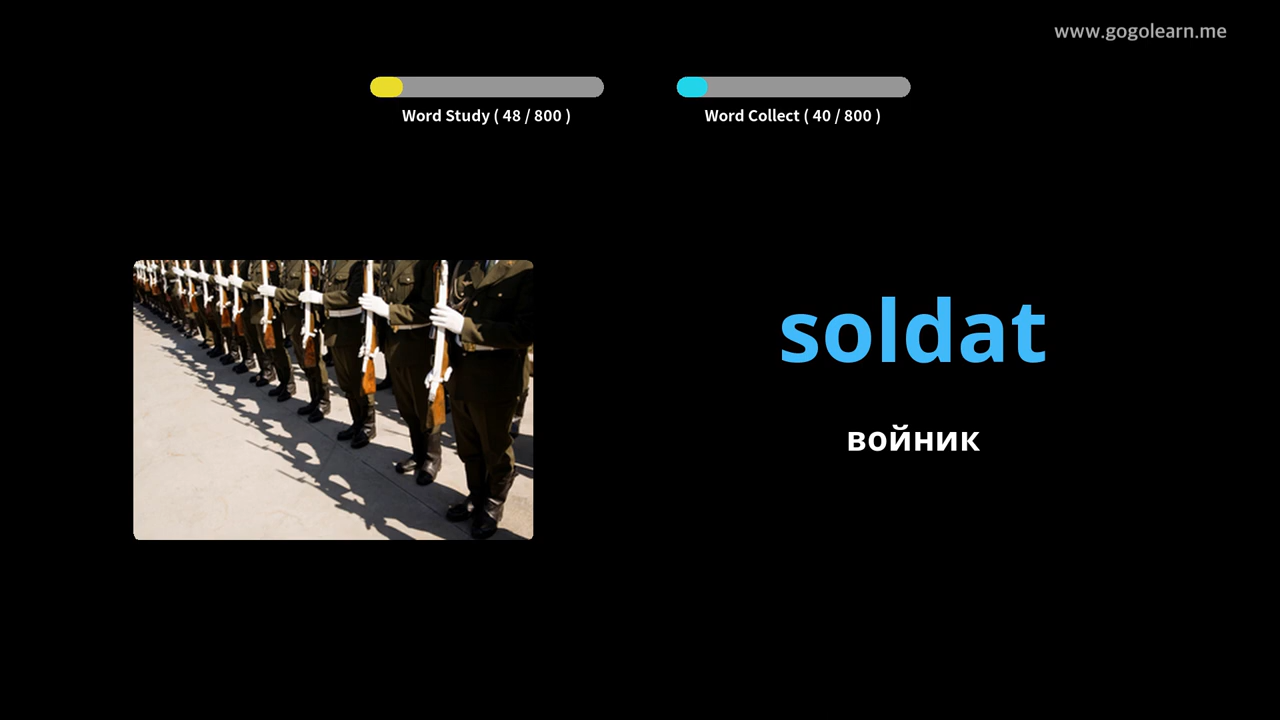 www.gogolearn.me
Word Study ( 48 / 800 )
Word Collect ( 40 / 800 )
soldat
войник